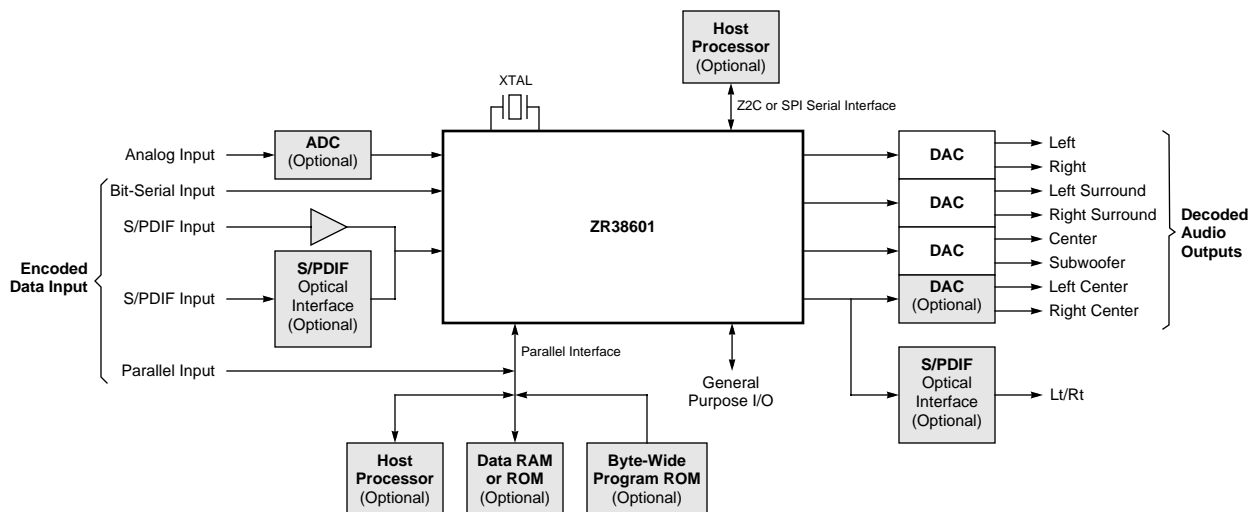 Host
Processor
(Optional)
XTAL
Z2C or SPI Serial Interface
Analog Input
ADC
(Optional)
Bit-Serial Input
S/PDIF Input
S/PDIF
Optical
Interface
(Optional)
S/PDIF Input
Encoded
Data Input
Parallel Input
ZR38601
DAC
Left
Right
DAC
Left Surround
Right Surround
DAC
Center
Subwoofer
DAC
(Optional)
Left Center
Right Center
Decoded
Audio
Outputs
Parallel Interface
General
Purpose I/O
S/PDIF
Optical
Interface
(Optional)
Lt/Rt
Host
Processor
(Optional)
Data RAM
or ROM
(Optional)
Byte-Wide
Program ROM
(Optional)